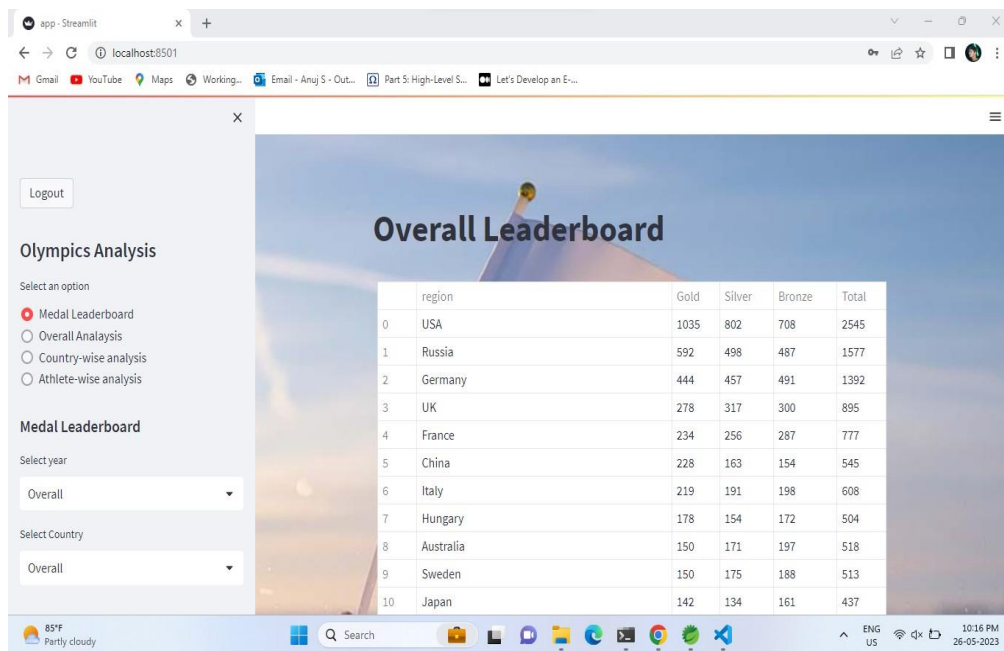 app · Streamlit
localhost:8501
Gmail YouTube Maps Working... Email - Anuj S - Out... Part 5: High-Level S... Let's Develop an E-...
Logout
Olympics Analysis
Select an option
Medal Leaderboard
Overall Analaysis
Country-wise analysis
Athlete-wise analysis
Medal Leaderboard
Select year
Overall
Select Country
Overall
Overall Leaderboard
region Gold Silver Bronze Total
0 USA 1035 802 708 2545
1 Russia 592 498 487 1577
2 Germany 444 457 491 1392
3 UK 278 317 300 895
4 France 234 256 287 777
5 China 228 163 154 545
6 Italy 219 191 198 608
7 Hungary 178 154 172 504
8 Australia 150 171 197 518
9 Sweden 150 175 188 513
10 Japan 142 134 161 437
85°F
Partly cloudy
Search
ENG
US
10:16 PM
26-05-2023